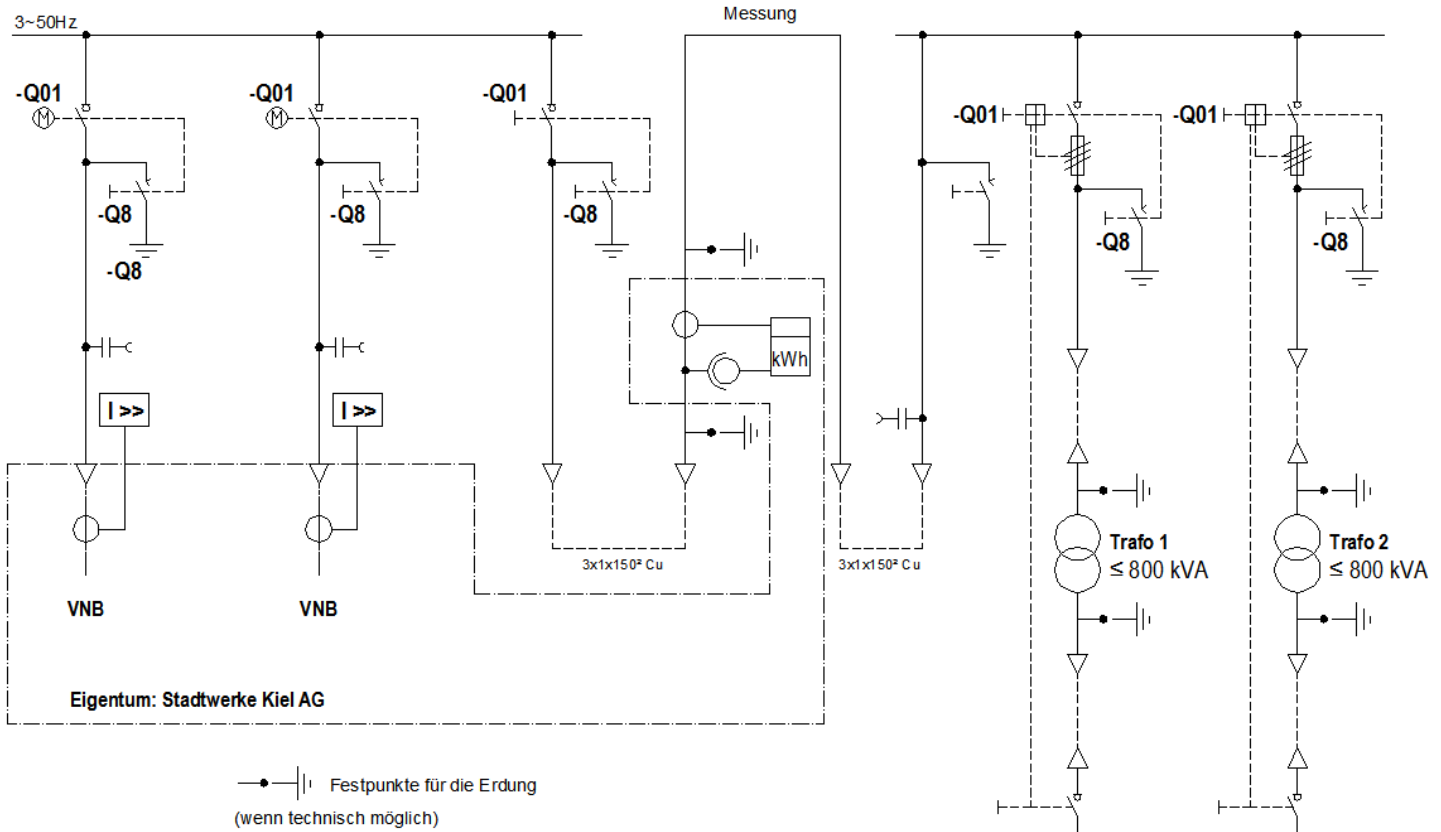 3~50Hz
Messung
-Q01
M
-Q01
M
-Q01
-Q01
-Q01
-Q8
-Q8
-Q8
-Q8
-Q8
-Q8
kWh
I >>
I >>
3x1x150² Cu
3x1x150² Cu
Trafo 1
≤ 800 kVA
Trafo 2
≤ 800 kVA
VNB
VNB
Eigentum: Stadtwerke Kiel AG
Festpunkte für die Erdung
(wenn technisch möglich)